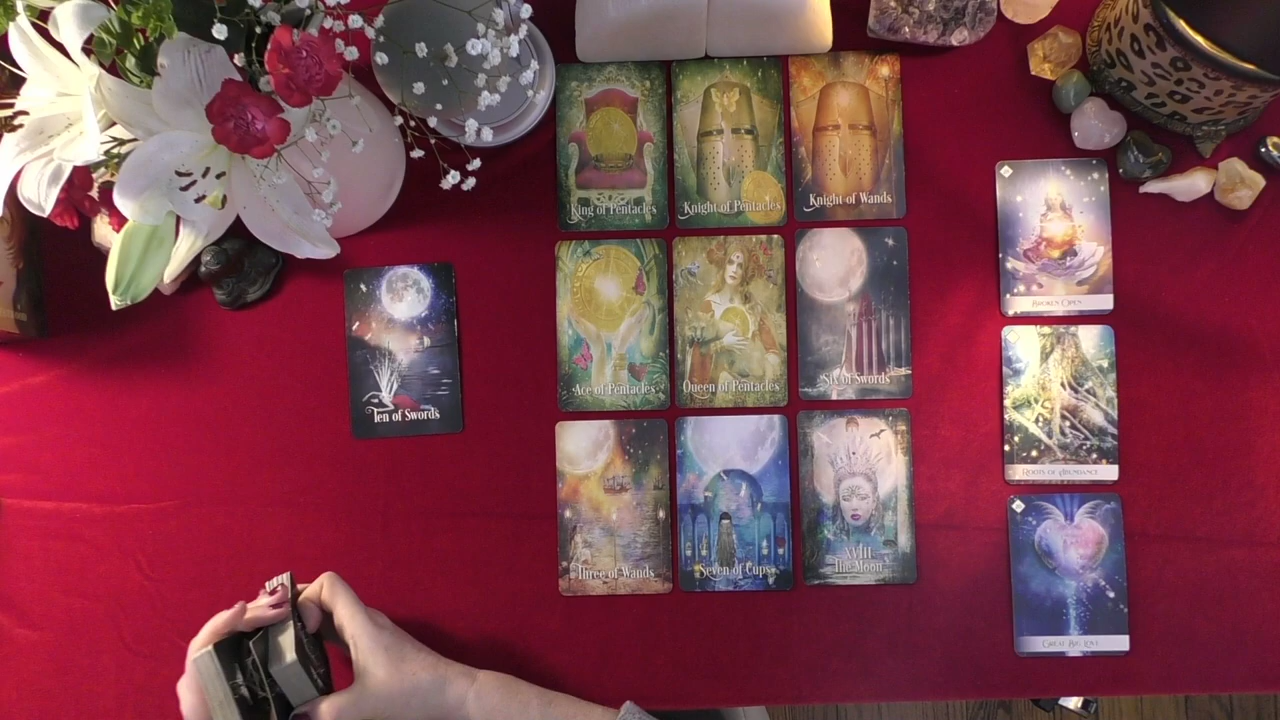 King of Pentacles
Knight of Pentacles
Knight of Wands
Ace of Pentacles
Queen of Pentacles
Six of Swords
Three of Wands
Seven of Cups
XVIII
The Moon
Ten of Swords
Broken Open
Roots of Abundance
Great Big Love